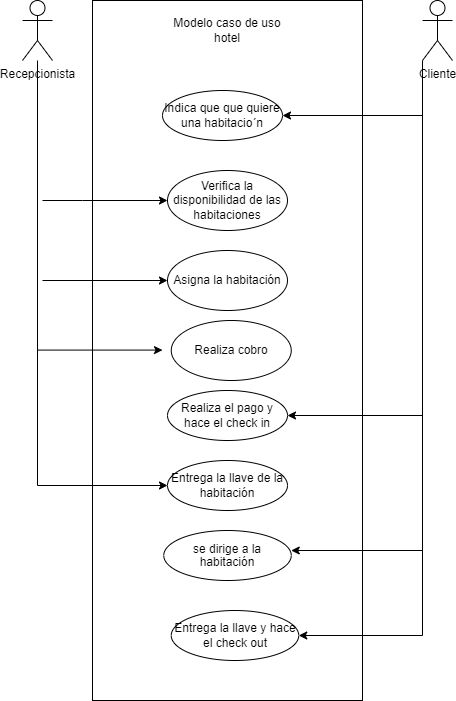 Modelo caso de uso
hotel
Recepcionista
Cliente
Indica que que quiere
una habitacio´n
Verifica la
disponibilidad de las
habitaciones
Asigna la habitación
Realiza cobro
Realiza el pago y
hace el check in
Entrega la llave de la
habitación
se dirige a la
habitación
Entrega la llave y hace
el check out